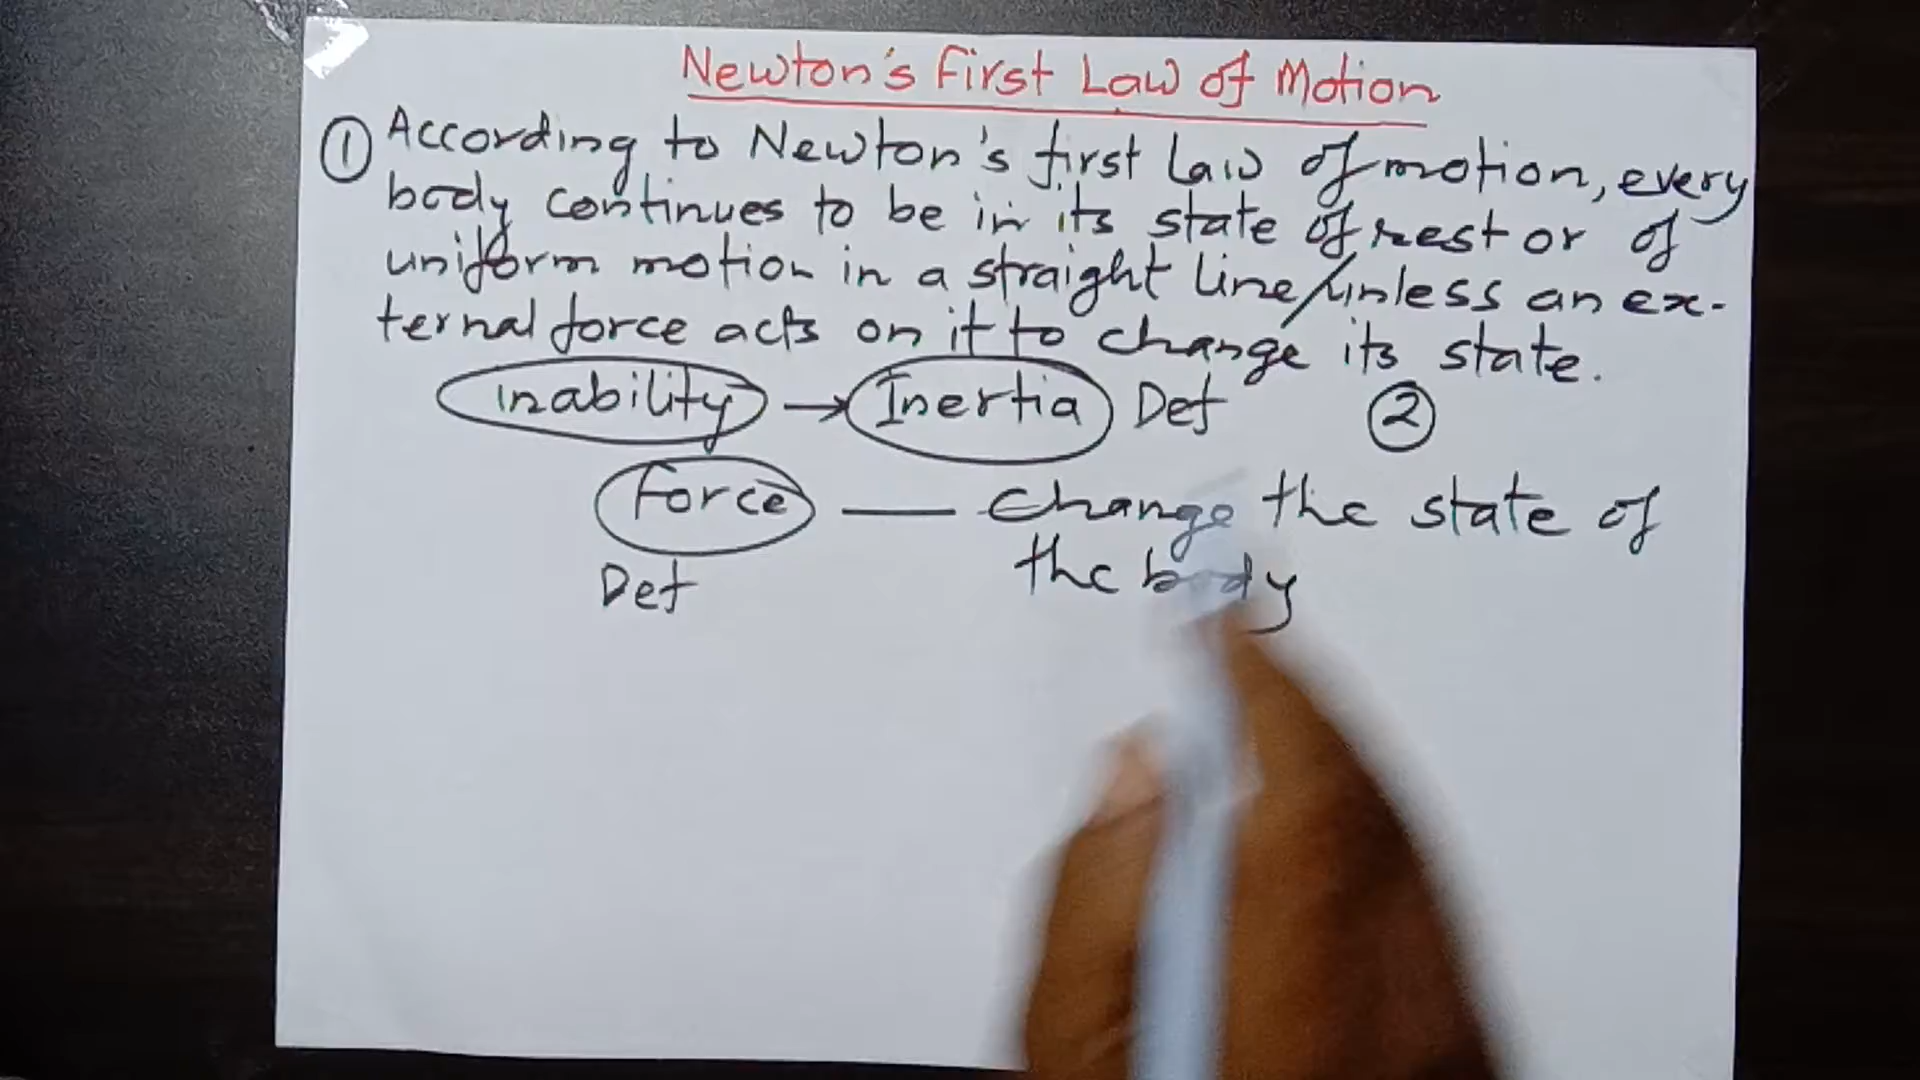 Newton's First Law of Motion
① According to Newton's first law of motion, every
body continues to be in its state of rest or of
uniform motion in a straight line/unless an ex-
ternal force acts on it to change its state.
inability → Inertia Def ②
Force — change the state of
the body
Def